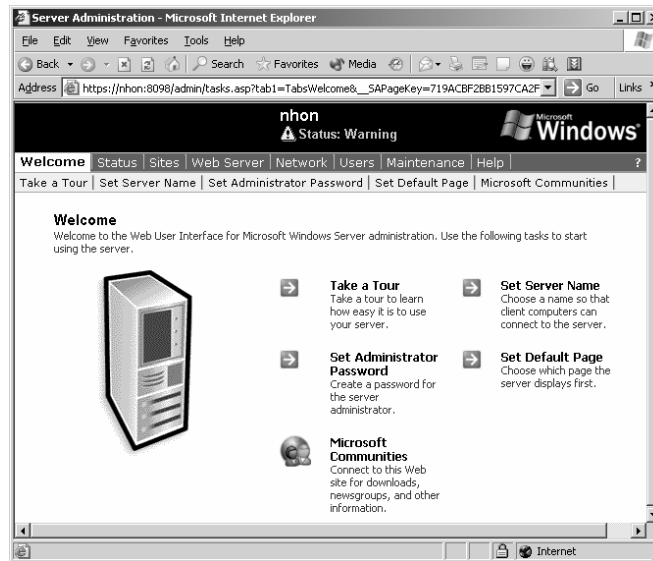 Server Administration - Microsoft Internet Explorer
File Edit View Favorites Tools Help
Back Search Favorites Media
Address https://nhon:8098/admin/tasks.asp?tab1=TabsWelcome&__SAPageKey=719ACBF2BB1597CA2F Go Links
nhon
Status: Warning
Microsoft
Windows
Welcome Status Sites Web Server Network Users Maintenance Help ?
Take a Tour Set Server Name Set Administrator Password Set Default Page Microsoft Communities
Welcome
Welcome to the Web User Interface for Microsoft Windows Server administration. Use the following tasks to start
using the server.
Take a Tour
Take a tour to learn
how easy it is to use
your server.
Set Server Name
Choose a name so that
client computers can
connect to the server.
Set Administrator
Password
Create a password for
the server
administrator.
Set Default Page
Choose which page the
server displays first.
Microsoft
Communities
Connect to this Web
site for downloads,
newsgroups, and other
information.
Internet